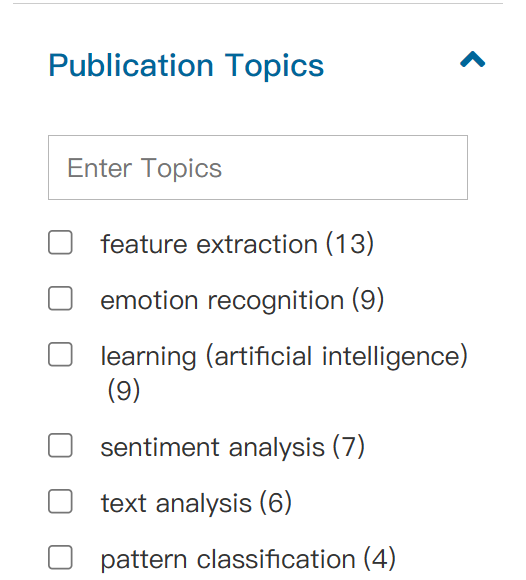 Publication Topics
Enter Topics
feature extraction (13)
emotion recognition (9)
learning (artificial intelligence)
(9)
sentiment analysis (7)
text analysis (6)
pattern classification (4)